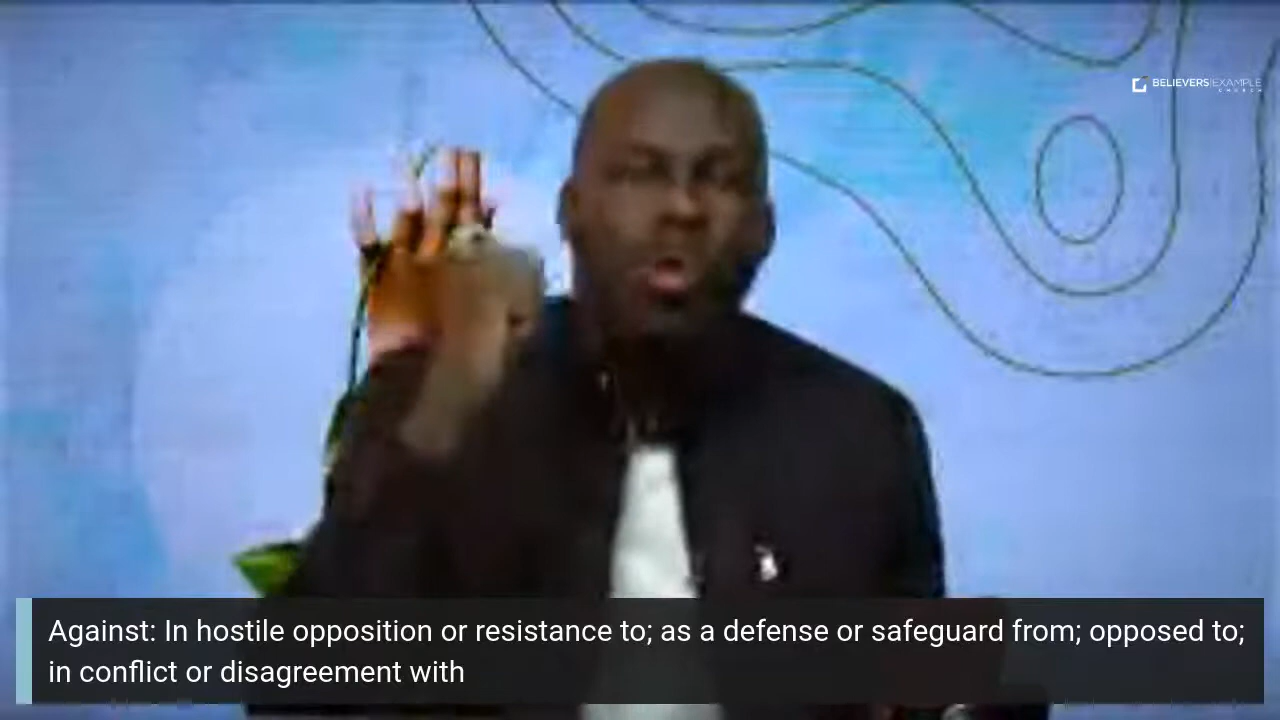 BELIEVERS EXAMPLE
CHURCH
Against: In hostile opposition or resistance to; as a defense or safeguard from; opposed to;
in conflict or disagreement with